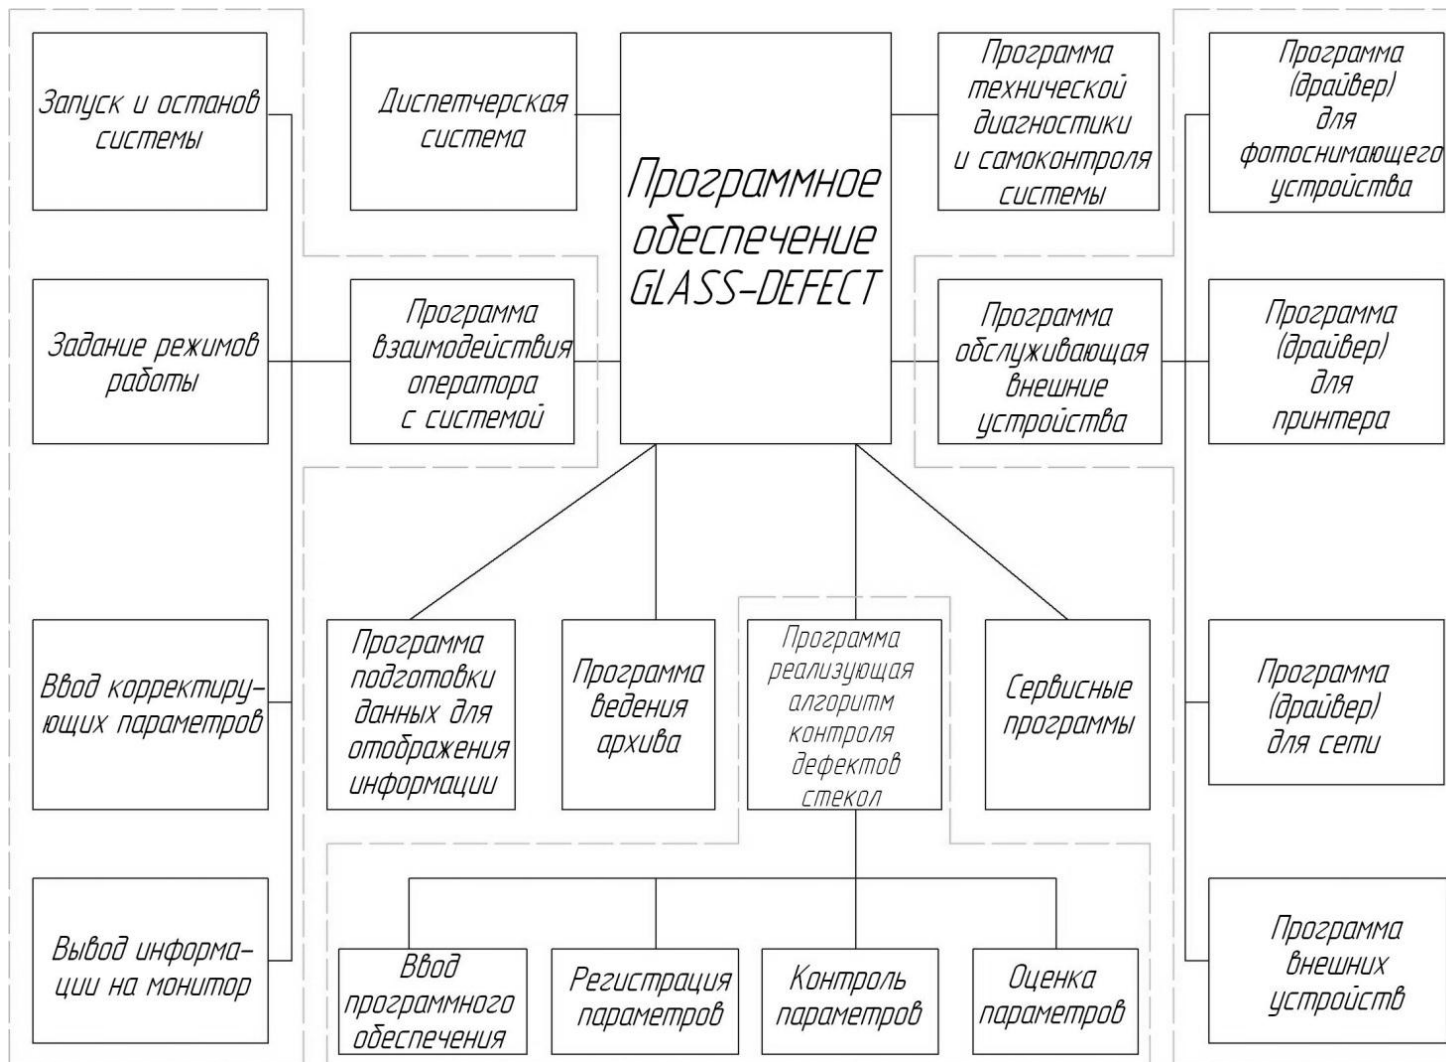 Запуск и останов
системы
Диспетчерская
система
Программное
обеспечение
GLASS-DEFECT
Программа
технической
диагностики
и самоконтроля
системы
Программа
(драйвер)
для
фотоснимающего
устройства
Задание режимов
работы
Программа
взаимодействия
оператора
с системой
Программа
обслуживающая
внешние
устройства
Программа
(драйвер)
для
принтера
Ввод корректиру-
ющих параметров
Программа
подготовки
данных для
отображения
информации
Программа
ведения
архива
Программа
реализующая
алгоритм
контроля
дефектов
стекол
Сервисные
программы
Программа
(драйвер)
для сети
Вывод информа-
ции на монитор
Ввод
программного
обеспечения
Регистрация
параметров
Контроль
параметров
Оценка
параметров
Программа
внешних
устройств